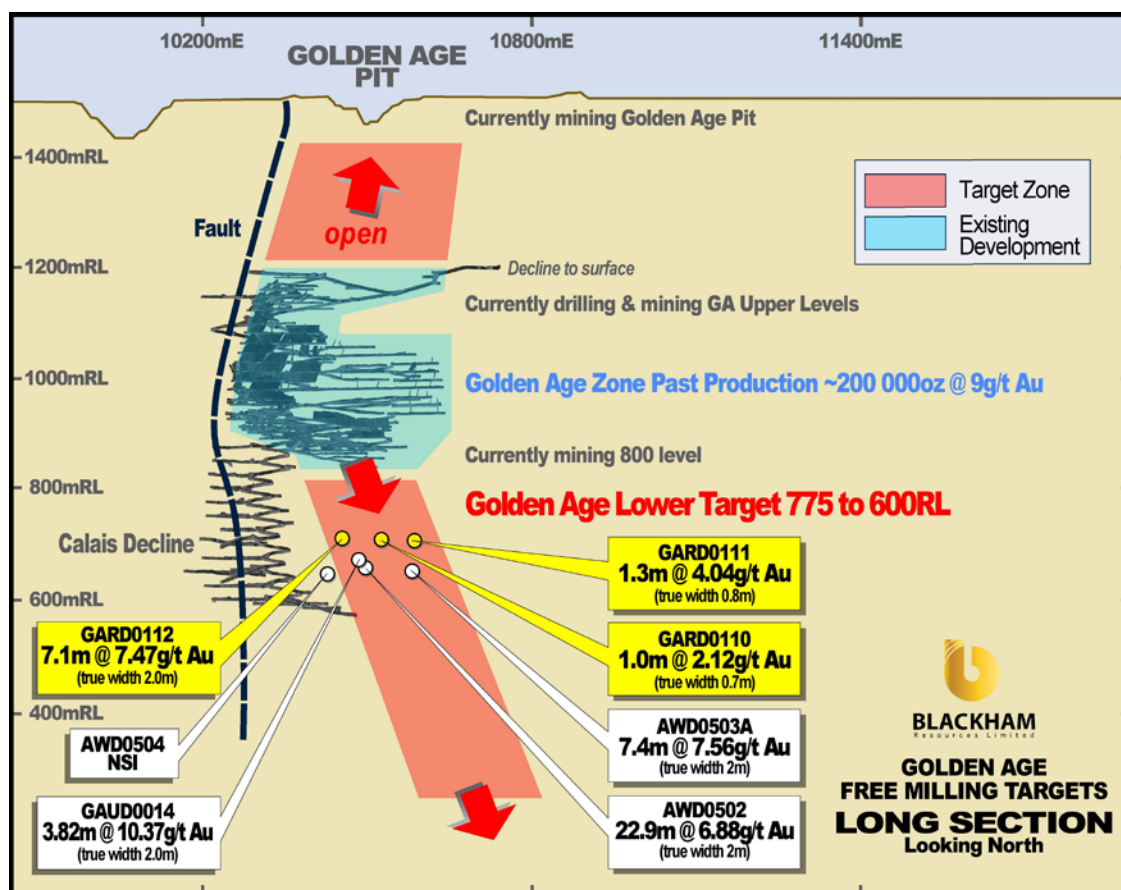 10200mE
10800mE
11400mE
GOLDEN AGE
PIT
Currently mining Golden Age Pit
1400mRL
Target Zone
Existing
Development
Fault
open
1200mRL
Decline to surface
Currently drilling & mining GA Upper Levels
1000mRL
Golden Age Zone Past Production ~200 000oz @ 9g/t Au
Currently mining 800 level
800mRL
Golden Age Lower Target 775 to 600RL
Calais Decline
GARD0111
1.3m @ 4.04g/t Au
(true width 0.8m)
600mRL
GARD0112
7.1m @ 7.47g/t Au
(true width 2.0m)
GARD0110
1.0m @ 2.12g/t Au
(true width 0.7m)
400mRL
AWD0504
NSI
AWD0503A
7.4m @ 7.56g/t Au
(true width 2m)
GAUD0014
3.82m @ 10.37g/t Au
(true width 2.0m)
AWD0502
22.9m @ 6.88g/t Au
(true width 2m)
BLACKHAM
Resources Limited
GOLDEN AGE
FREE MILLING TARGETS
LONG SECTION
Looking North